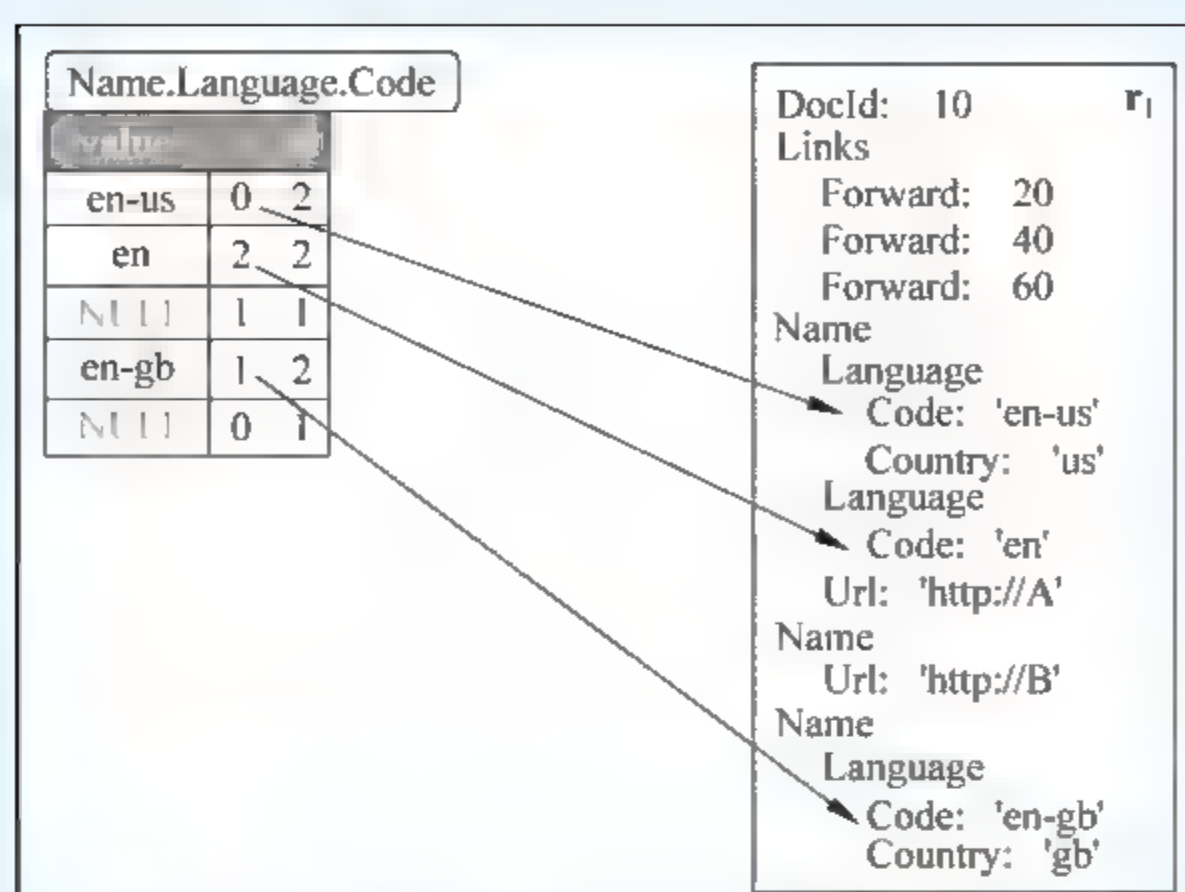 Name.Language.Code
value
en-us 0 2
en 2 2
NULL 1 1
en-gb 1 2
NULL 0 1
DocId: 10 r1
Links
Forward: 20
Forward: 40
Forward: 60
Name
Language
Code: 'en-us'
Country: 'us'
Language
Code: 'en'
Url: 'http://A'
Name
Url: 'http://B'
Name
Language
Code: 'en-gb'
Country: 'gb'